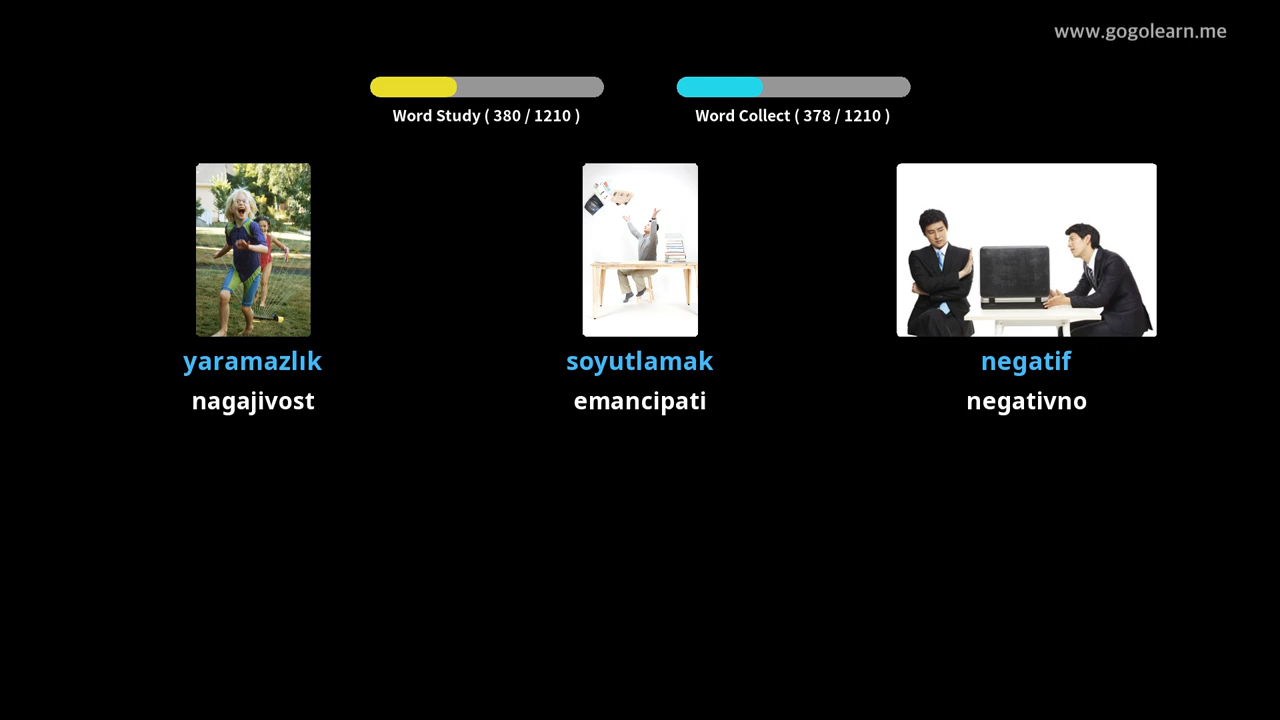 www.gogolearn.me
Word Study ( 380 / 1210 )
Word Collect ( 378 / 1210 )
yaramazlık
soyutlamak
negatif
nagajivost
emancipati
negativno